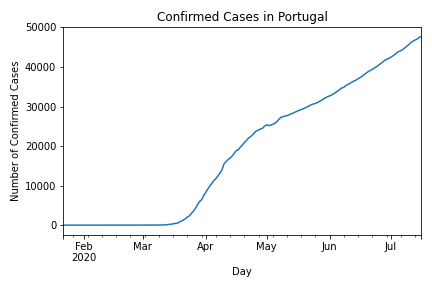 Confirmed Cases in Portugal
50000
40000
30000
20000
10000
0
Number of Confirmed Cases
Feb Mar Apr May Jun Jul
2020
Day